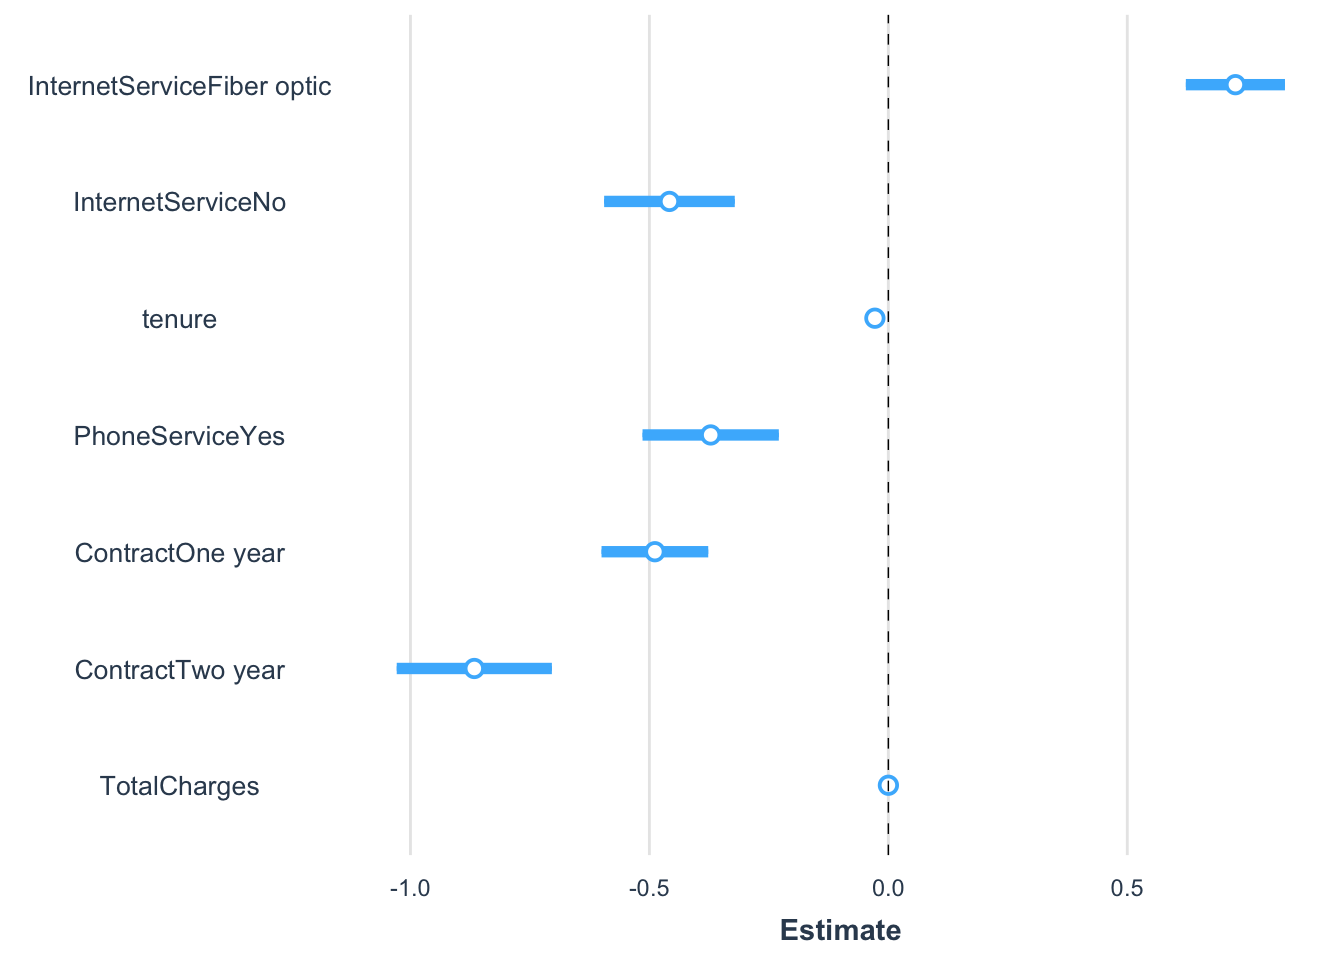 InternetServiceFiber optic
InternetServiceNo
tenure
PhoneServiceYes
ContractOne year
ContractTwo year
TotalCharges
-1.0 -0.5 0.0 0.5
Estimate